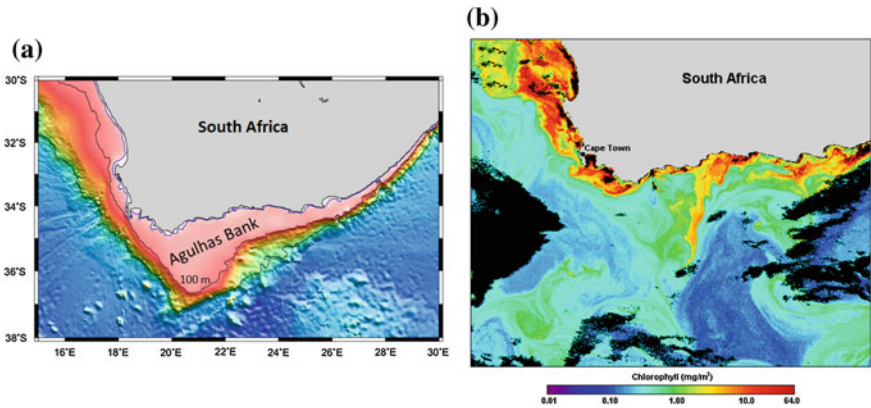 (a)
30°S
32°S
34°S
36°S
38°S
16°E 18°E 20°E 22°E 24°E 26°E 28°E 30°E
South Africa
Agulhas Bank
100 m
(b)
South Africa
Cape Town
Chlorophyll (mg/m³)
0.01 0.10 1.00 10.0 64.0